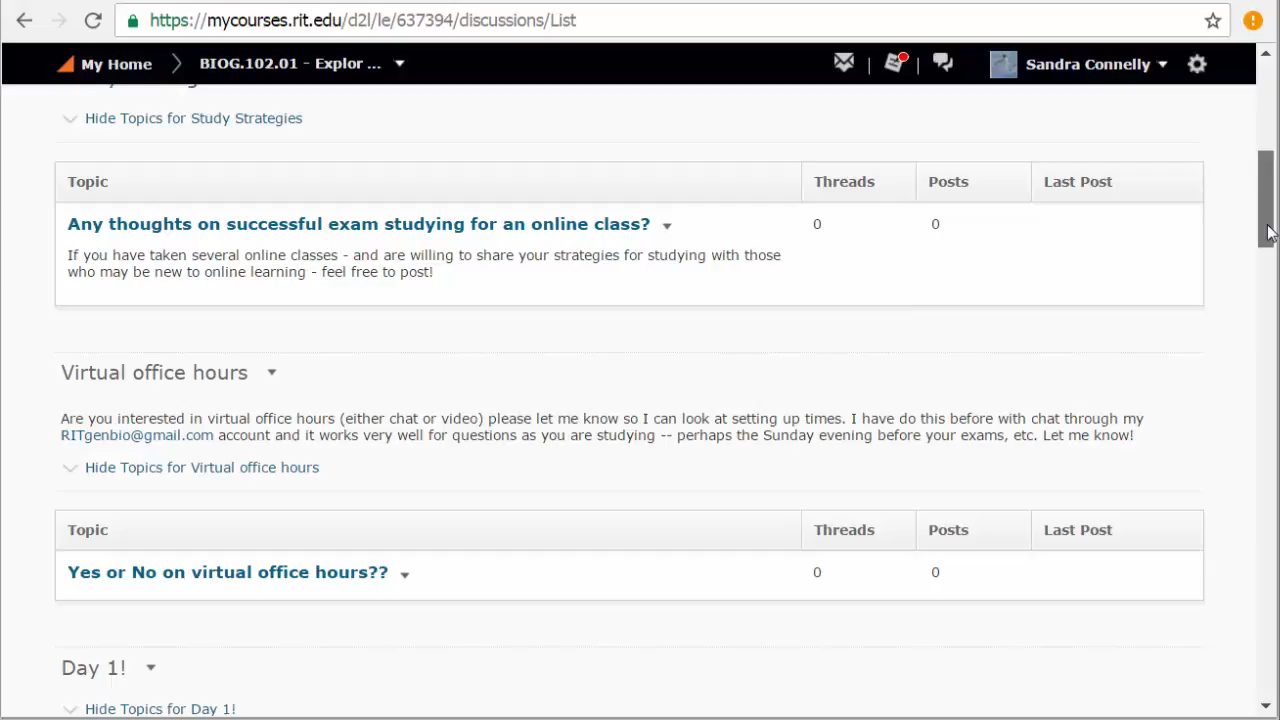 https://mycourses.rit.edu/d2l/le/637394/discussions/List
My Home BIOG.102.01 - Explor ... Sandra Connelly
Hide Topics for Study Strategies
Topic Threads Posts Last Post
Any thoughts on successful exam studying for an online class? 0 0
If you have taken several online classes - and are willing to share your strategies for studying with those
who may be new to online learning - feel free to post!
Virtual office hours
Are you interested in virtual office hours (either chat or video) please let me know so I can look at setting up times. I have do this before with chat through my
RITgenbio@gmail.com account and it works very well for questions as you are studying -- perhaps the Sunday evening before your exams, etc. Let me know!
Hide Topics for Virtual office hours
Topic Threads Posts Last Post
Yes or No on virtual office hours?? 0 0
Day 1!
Hide Topics for Day 1!